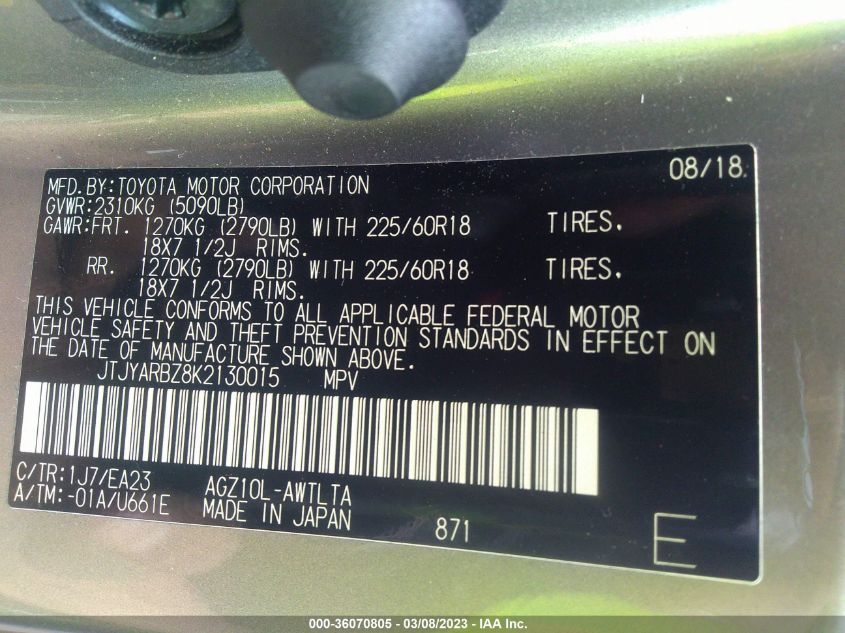 08/18
MFD.BY:TOYOTA MOTOR CORPORATION
GVWR:2310KG (5090LB)
GAWR:FRT. 1270KG (2790LB) WITH 225/60R18 TIRES,
18X7 1/2J RIMS.
RR. 1270KG (2790LB) WITH 225/60R18 TIRES,
18X7 1/2J RIMS.
THIS VEHICLE CONFORMS TO ALL APPLICABLE FEDERAL MOTOR
VEHICLE SAFETY AND THEFT PREVENTION STANDARDS IN EFFECT ON
THE DATE OF MANUFACTURE SHOWN ABOVE.
JTJYARBZ8K2130015 MPV
C/TR:1J7/EA23 AGZ10L-AWTLTA
A/TM:-01A/U661E MADE IN JAPAN 871 E
000-36070805 — 03/08/2023 — IAA Inc.